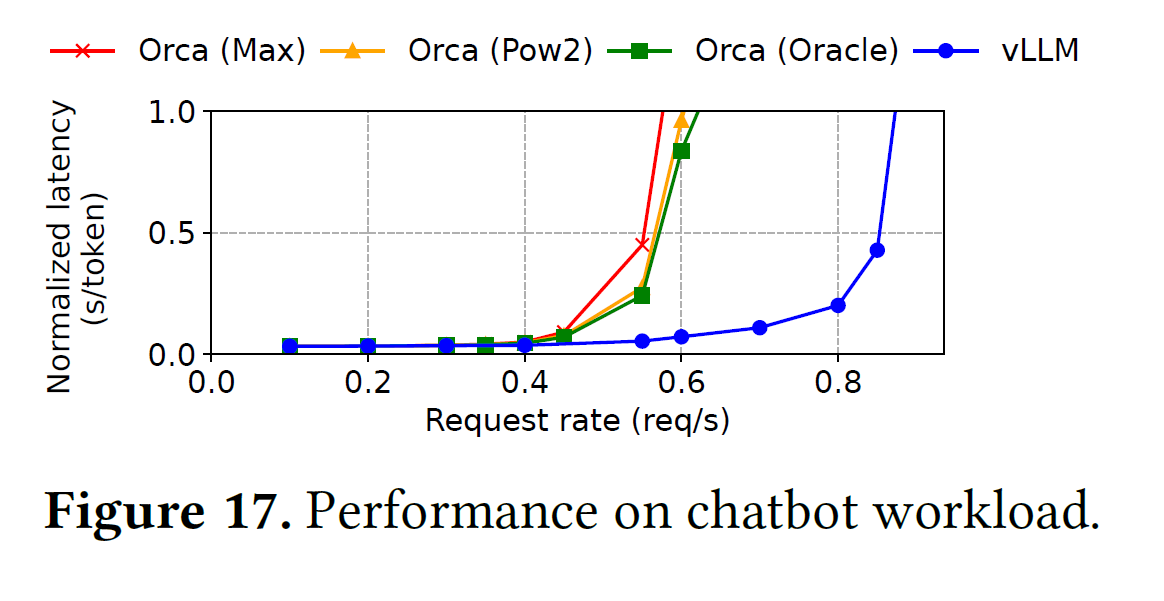 Orca (Max) Orca (Pow2) Orca (Oracle) vLLM
Normalized latency
(s/token)
1.0
0.5
0.0
0.0 0.2 0.4 0.6 0.8
Request rate (req/s)
Figure 17. Performance on chatbot workload.